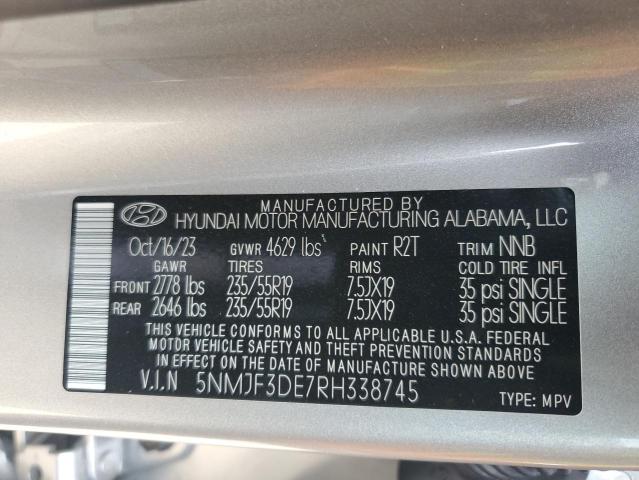 MANUFACTURED BY
HYUNDAI MOTOR MANUFACTURING ALABAMA, LLC
Oct/16/23 GVWR 4629 lbs PAINT R2T TRIM NNB
GAWR TIRES RIMS COLD TIRE INFL
FRONT 2778 lbs 235/55R19 7.5JX19 35 psi SINGLE
REAR 2646 lbs 235/55R19 7.5JX19 35 psi SINGLE
THIS VEHICLE CONFORMS TO ALL APPLICABLE U.S.A. FEDERAL
MOTOR VEHICLE SAFETY AND THEFT PREVENTION STANDARDS
IN EFFECT ON THE DATE OF MANUFACTURE SHOWN ABOVE.
V.I.N 5NMJF3DE7RH338745 TYPE: MPV